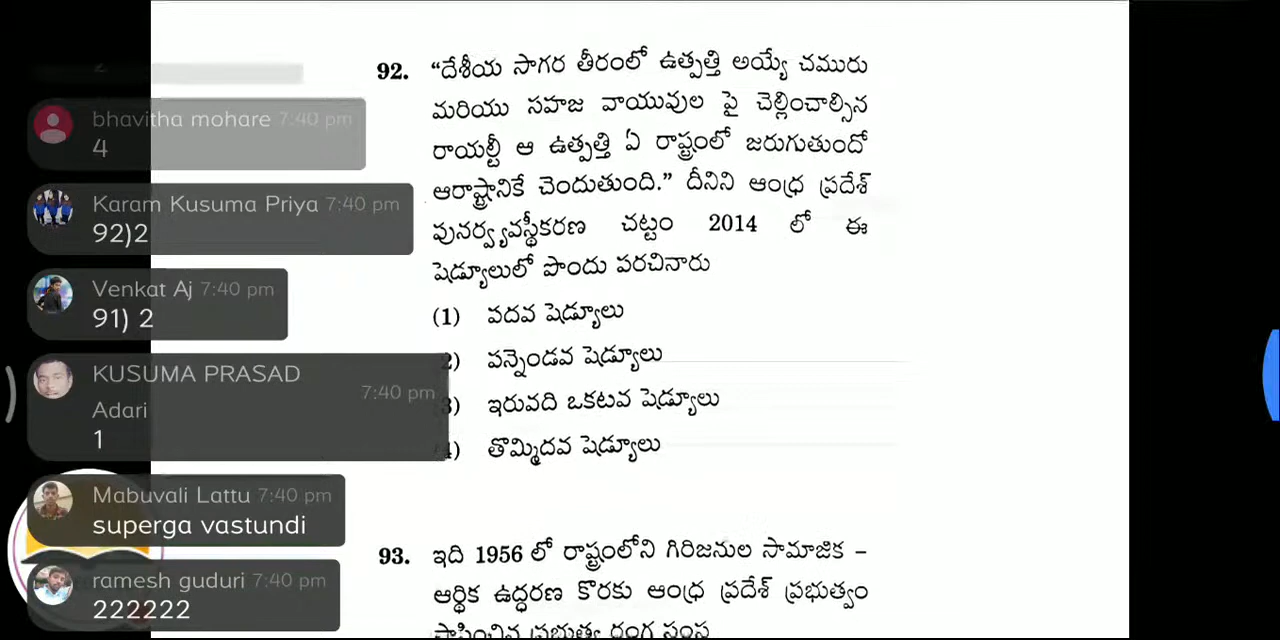 bhavitha mohare 7:40 pm
4
Karam Kusuma Priya 7:40 pm
92)2
Venkat Aj 7:40 pm
91) 2
KUSUMA PRASAD
Adari 7:40 pm
1
Mabuvali Lattu 7:40 pm
superga vastundi
ramesh guduri 7:40 pm
222222
92. “దేశీయ సాగర తీరంలో ఉత్పత్తి అయ్యే చమురు
మరియు సహజ వాయువుల పై చెల్లించాల్సిన
రాయల్టీ ఆ ఉత్పత్తి ఏ రాష్ట్రంలో జరుగుతుందో
ఆరాష్ట్రానికే చెందుతుంది.” దీనిని ఆంధ్ర ప్రదేశ్
పునర్వ్యవస్థీకరణ చట్టం 2014 లో ఈ
షెడ్యూలులో పొందు పరచినారు
(1) పదవ షెడ్యూలు
2) పన్నెండవ షెడ్యూలు
3) ఇరువది ఒకటవ షెడ్యూలు
4) తొమ్మిదవ షెడ్యూలు
93. ఇది 1956 లో రాష్ట్రంలోని గిరిజనుల సామాజిక –
ఆర్థిక ఉద్ధరణ కొరకు ఆంధ్ర ప్రదేశ్ ప్రభుత్వం
స్థాపించిన ప్రభుత్వ రంగ సంస్థ